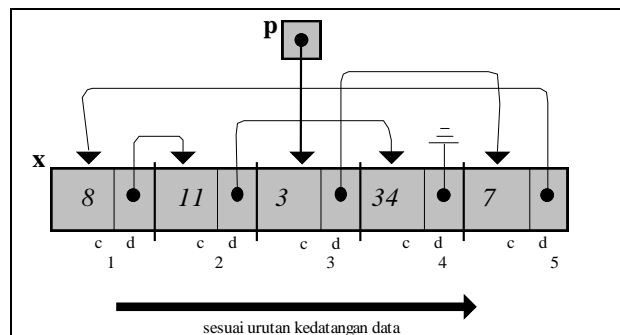 p
x
8 11 3 34 7
c d c d c d c d c d
1 2 3 4 5
sesuai urutan kedatangan data